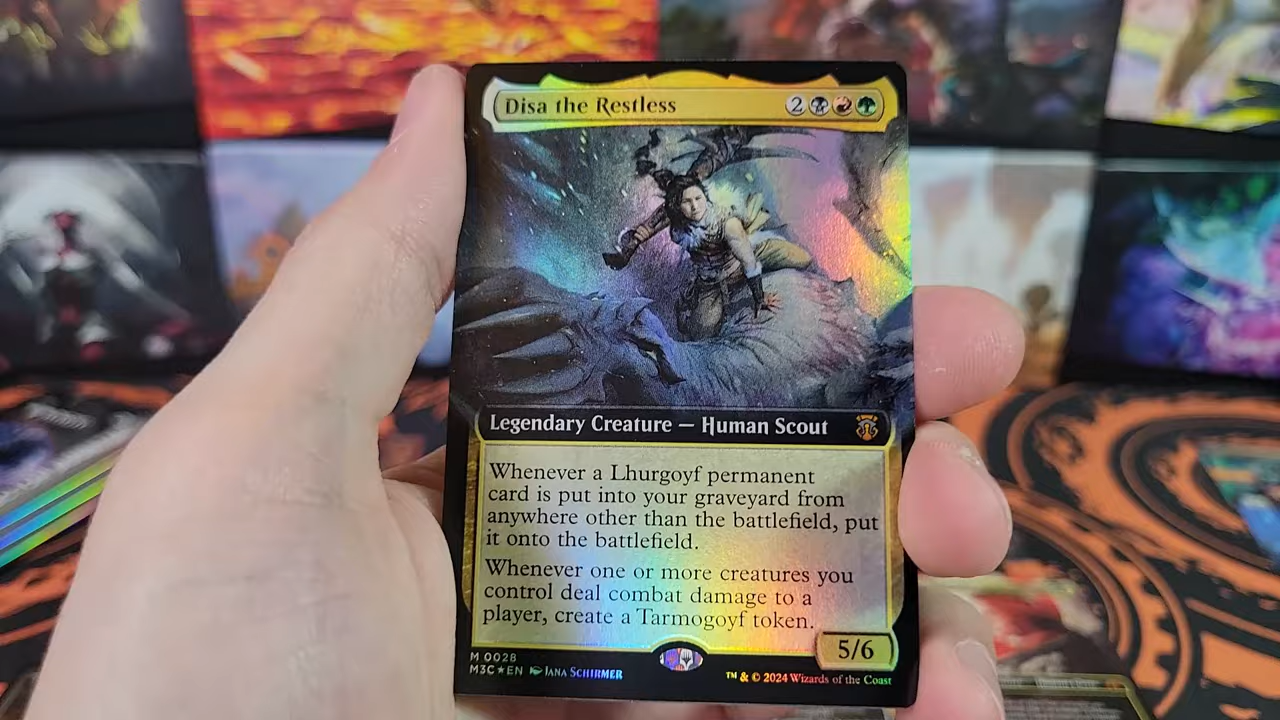 Disa the Restless 2
Legendary Creature — Human Scout
Whenever a Lhurgoyf permanent
card is put into your graveyard from
anywhere other than the battlefield, put
it onto the battlefield.
Whenever one or more creatures you
control deal combat damage to a
player, create a Tarmogoyf token.
5/6
M 0028
M3C★EN Iana Schirmer
™ & © 2024 Wizards of the Coast